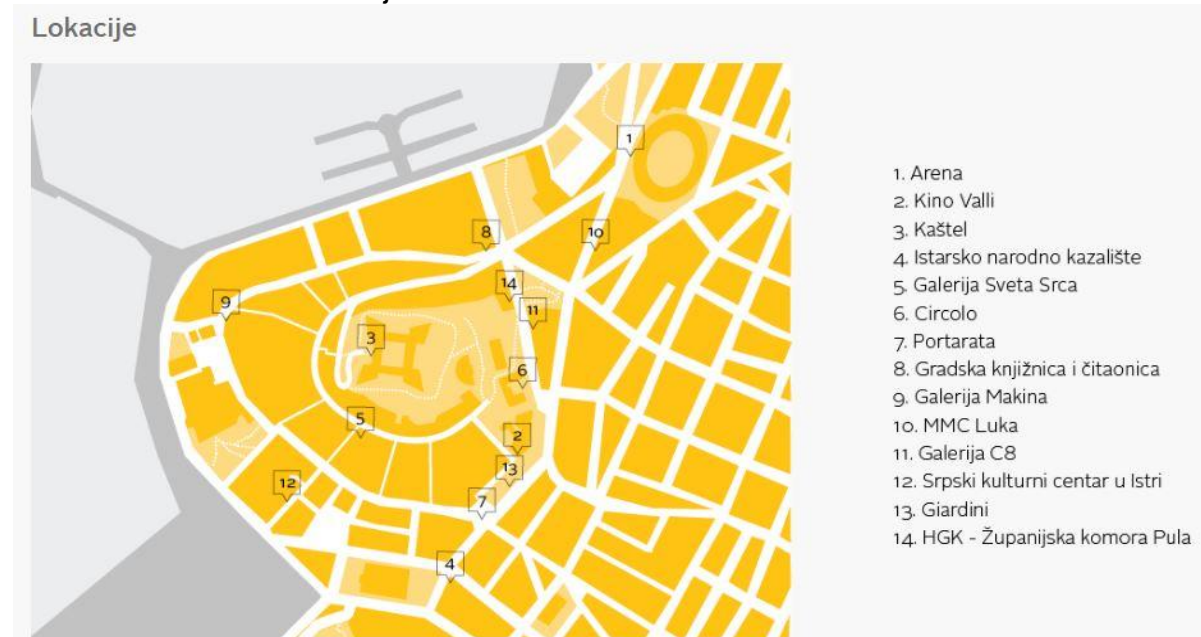 Lokacije
1
10
8
14
11
9
3
6
5
2
13
12
7
4
1. Arena
2. Kino Valli
3. Kaštel
4. Istarsko narodno kazalište
5. Galerija Sveta Srca
6. Circolo
7. Portarata
8. Gradska knjižnica i čitaonica
9. Galerija Makina
10. MMC Luka
11. Galerija C8
12. Srpski kulturni centar u Istri
13. Giardini
14. HGK - Županijska komora Pula